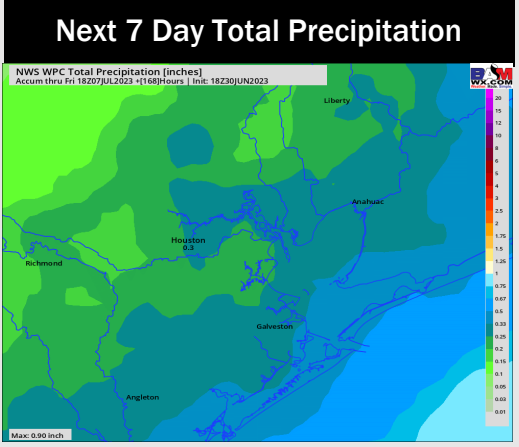 Next 7 Day Total Precipitation
NWS WPC Total Precipitation [inches]
Accum thru Fri 18Z07JUL2023 +[168]Hours | Init: 18Z30JUN2023
BAM
WX.COM
Liberty
Anahuac
Houston
0.3
Richmond
Galveston
Angleton
Max: 0.90 inch
20
15
12
10
8
6
5
4
3
2.5
2
1.75
1.5
1.25
1
0.75
0.67
0.5
0.33
0.25
0.2
0.15
0.1
0.05
0.03
0.01